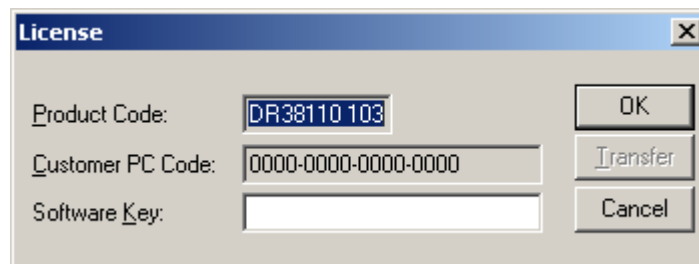 License
Product Code: DR38110 103 OK
Customer PC Code: 0000-0000-0000-0000 Transfer
Software Key: Cancel